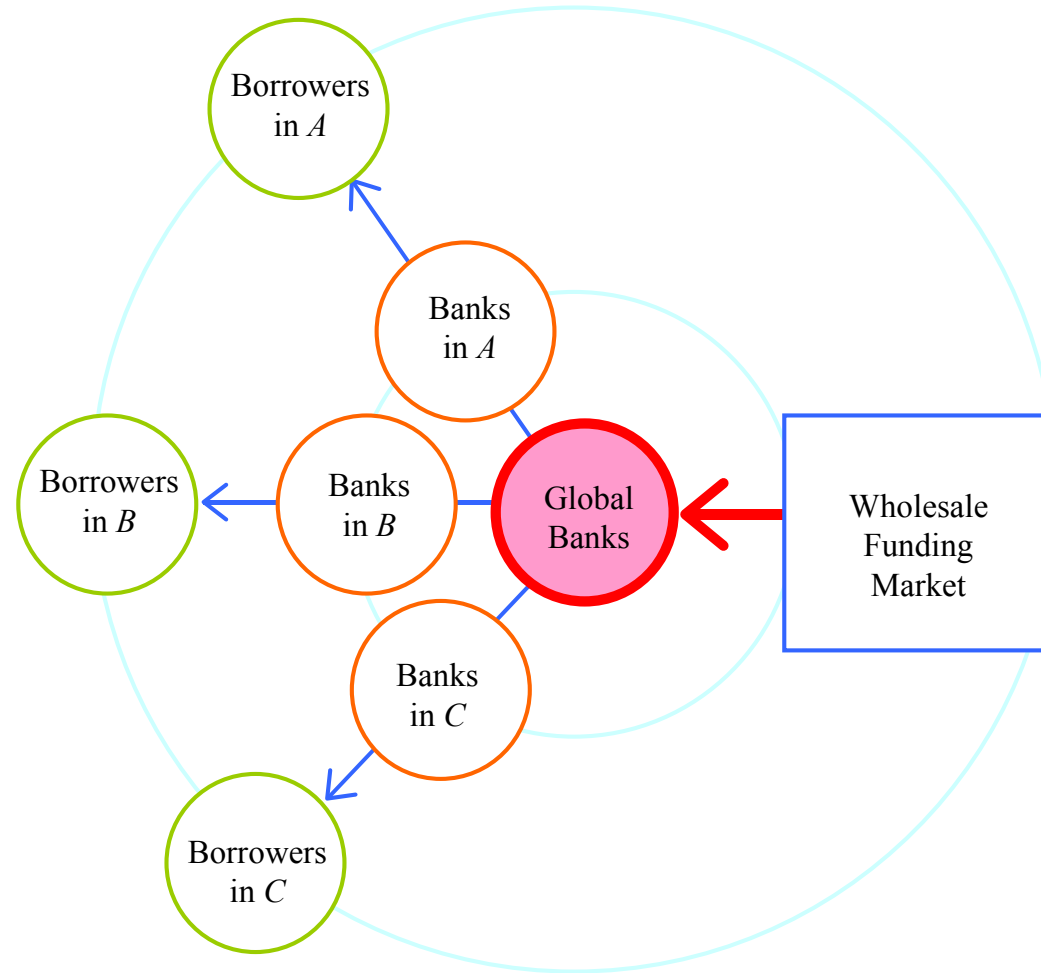 Borrowers
in A
Banks
in A
Borrowers
in B
Banks
in B
Global
Banks
Wholesale
Funding
Market
Banks
in C
Borrowers
in C